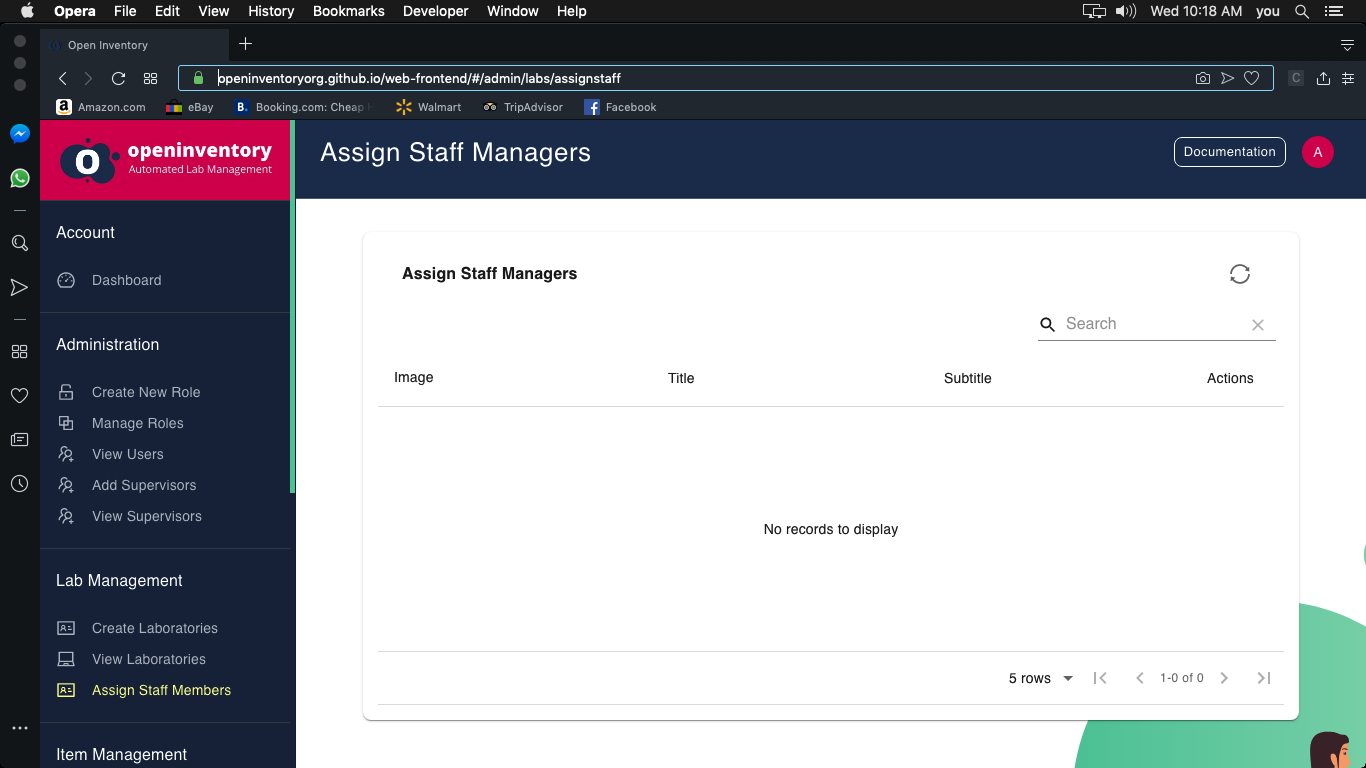 Opera File Edit View History Bookmarks Developer Window Help Wed 10:18 AM you
Open Inventory
openinventoryorg.github.io/web-frontend/#/admin/labs/assignstaff
C
a Amazon.com eBay B. Booking.com: Cheap H Walmart TripAdvisor f Facebook
openinventory
Automated Lab Management
Account
Dashboard
Administration
Create New Role
Manage Roles
View Users
Add Supervisors
View Supervisors
Lab Management
Create Laboratories
View Laboratories
Assign Staff Members
Item Management
Assign Staff Managers
Documentation
A
Assign Staff Managers
Search
Image Title Subtitle Actions
No records to display
5 rows 1-0 of 0